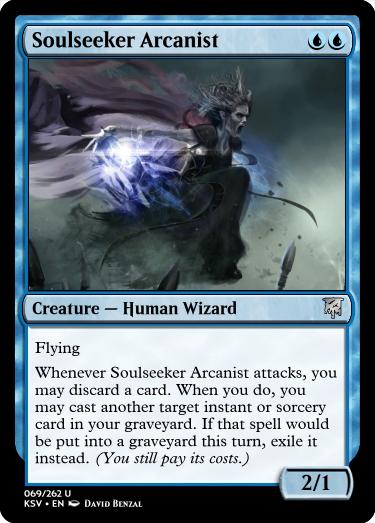 Soulseeker Arcanist
Creature — Human Wizard
Flying
Whenever Soulseeker Arcanist attacks, you
may discard a card. When you do, you
may cast another target instant or sorcery
card in your graveyard. If that spell would
be put into a graveyard this turn, exile it
instead. (You still pay its costs.)
2/1
069/262 U
KSV • EN David Benzal